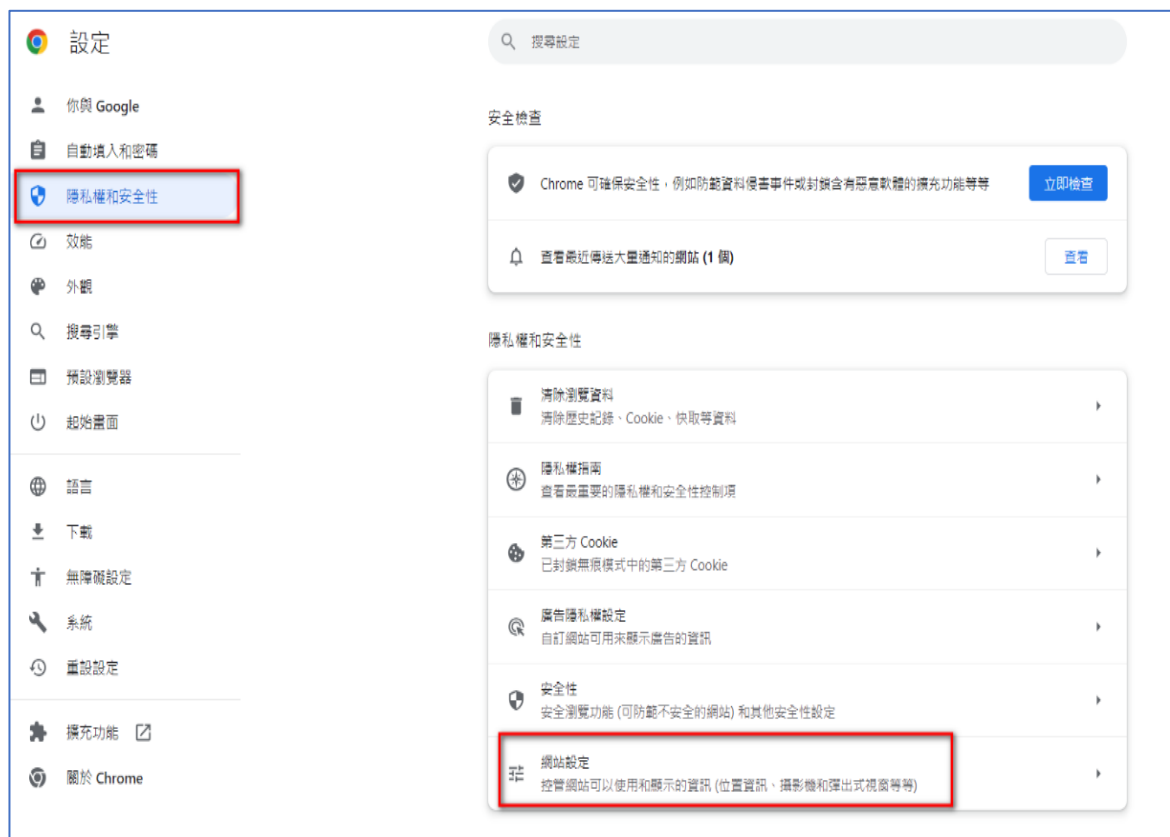 設定
搜尋設定
你與 Google
自動填入和密碼
隱私權和安全性
效能
外觀
搜尋引擎
預設瀏覽器
起始畫面
語言
下載
無障礙設定
系統
重設設定
擴充功能
關於 Chrome
安全檢查
Chrome 可確保安全性，例如防範資料侵害事件或封鎖含有惡意軟體的擴充功能等等
立即檢查
查看最近傳送大量通知的網站 (1 個)
查看
隱私權和安全性
清除瀏覽資料
清除歷史記錄、Cookie、快取等資料
隱私權指南
查看最重要的隱私權和安全性控制項
第三方 Cookie
已封鎖無痕模式中的第三方 Cookie
廣告隱私權設定
自訂網站可用來顯示廣告的資訊
安全性
安全瀏覽功能 (可防範不安全的網站) 和其他安全性設定
網站設定
控管網站可以使用和顯示的資訊 (位置資訊、攝影機和彈出式視窗等等)